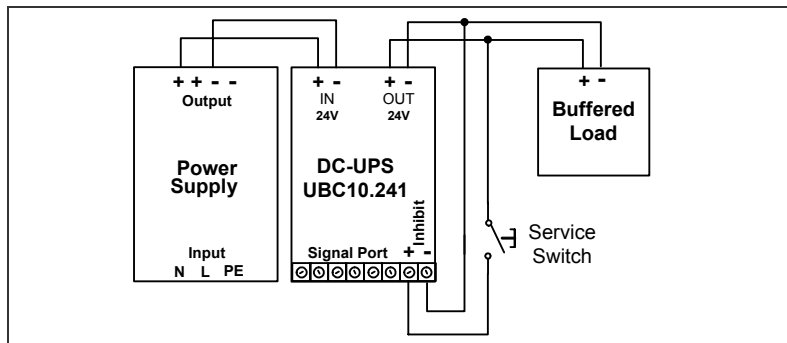 + + - -
Output
Power
Supply
Input
N L PE
+ -
IN
24V
+ -
OUT
24V
DC-UPS
UBC10.241
Inhibit
Signal Port
+ -
+ -
Buffered
Load
Service
Switch